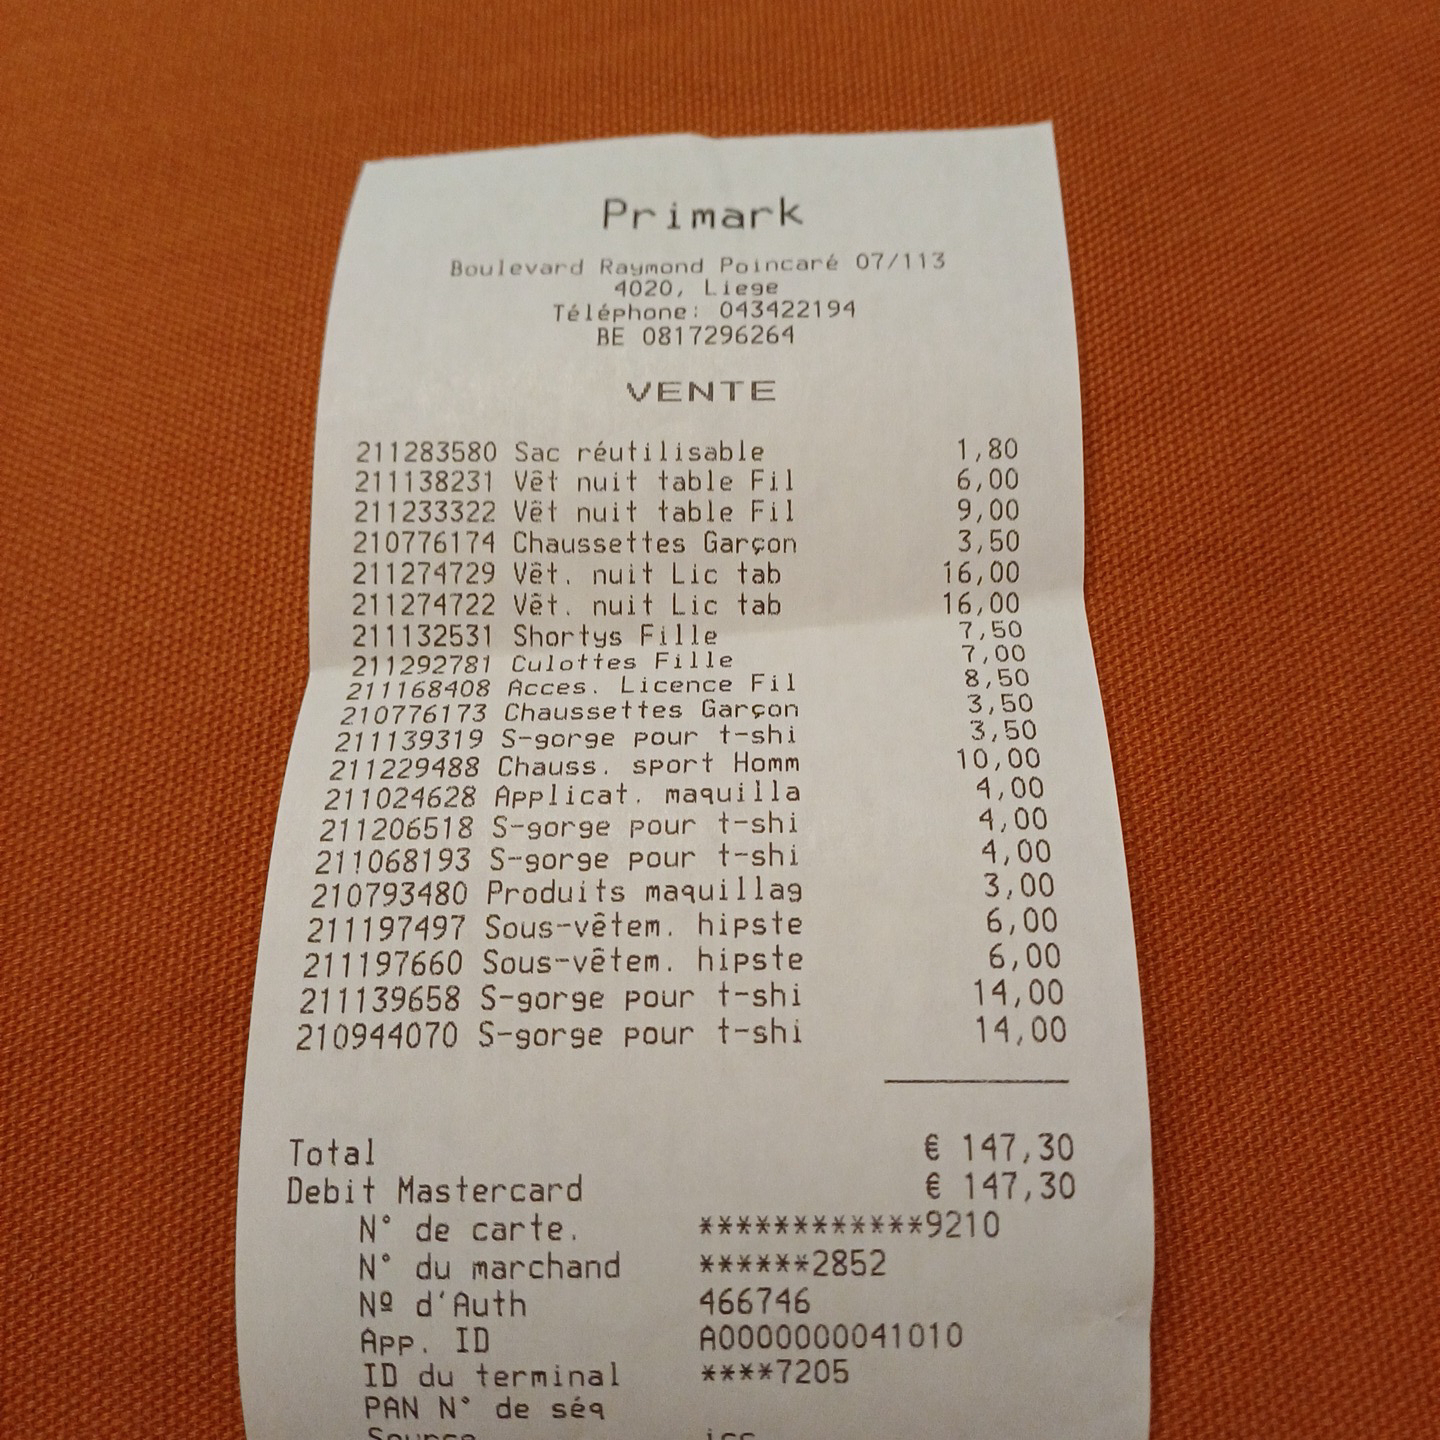 Primark
Boulevard Raymond Poincaré 07/113
4020, Liege
Téléphone: 043422194
BE 0817296264
VENTE
211283580 Sac réutilisable 1,80
211138231 Vêt nuit table Fil 6,00
211233322 Vêt nuit table Fil 9,00
210776174 Chaussettes Garçon 3,50
211274729 Vêt. nuit Lic tab 16,00
211274722 Vêt. nuit Lic tab 16,00
211132531 Shortys Fille 7,50
211292781 Culottes Fille 7,00
211168408 Acces. Licence Fil 8,50
210776173 Chaussettes Garçon 3,50
211139319 S-gorge pour t-shi 3,50
211229488 Chauss. sport Homm 10,00
211024628 Applicat. maquilla 4,00
211206518 S-gorge pour t-shi 4,00
211068193 S-gorge pour t-shi 4,00
210793480 Produits maquillag 3,00
211197497 Sous-vêtem. hipste 6,00
211197660 Sous-vêtem. hipste 6,00
211139658 S-gorge pour t-shi 14,00
210944070 S-gorge pour t-shi 14,00
Total € 147,30
Debit Mastercard € 147,30
N° de carte. ************9210
N° du marchand ******2852
Nº d'Auth 466746
App. ID A0000000041010
ID du terminal ****7205
PAN N° de séq
Source icc